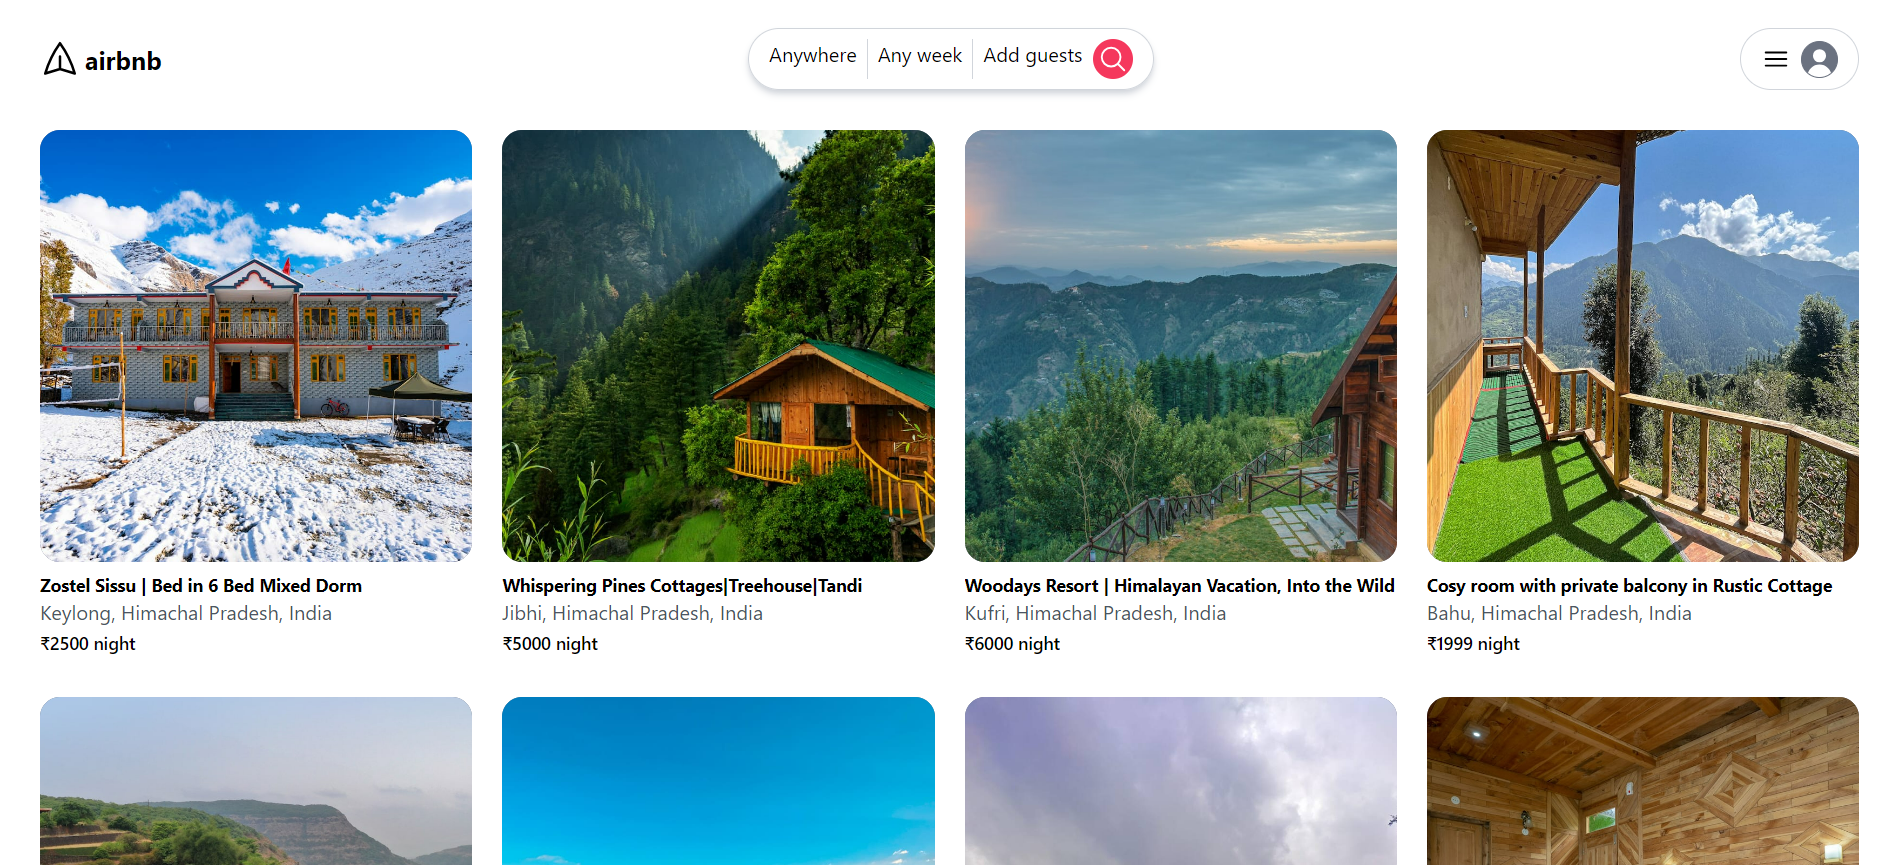 airbnb
Anywhere
Any week
Add guests
Zostel Sissu | Bed in 6 Bed Mixed Dorm
Keylong, Himachal Pradesh, India
₹2500 night
Whispering Pines Cottages|Treehouse|Tandi
Jibhi, Himachal Pradesh, India
₹5000 night
Woodays Resort | Himalayan Vacation, Into the Wild
Kufri, Himachal Pradesh, India
₹6000 night
Cosy room with private balcony in Rustic Cottage
Bahu, Himachal Pradesh, India
₹1999 night